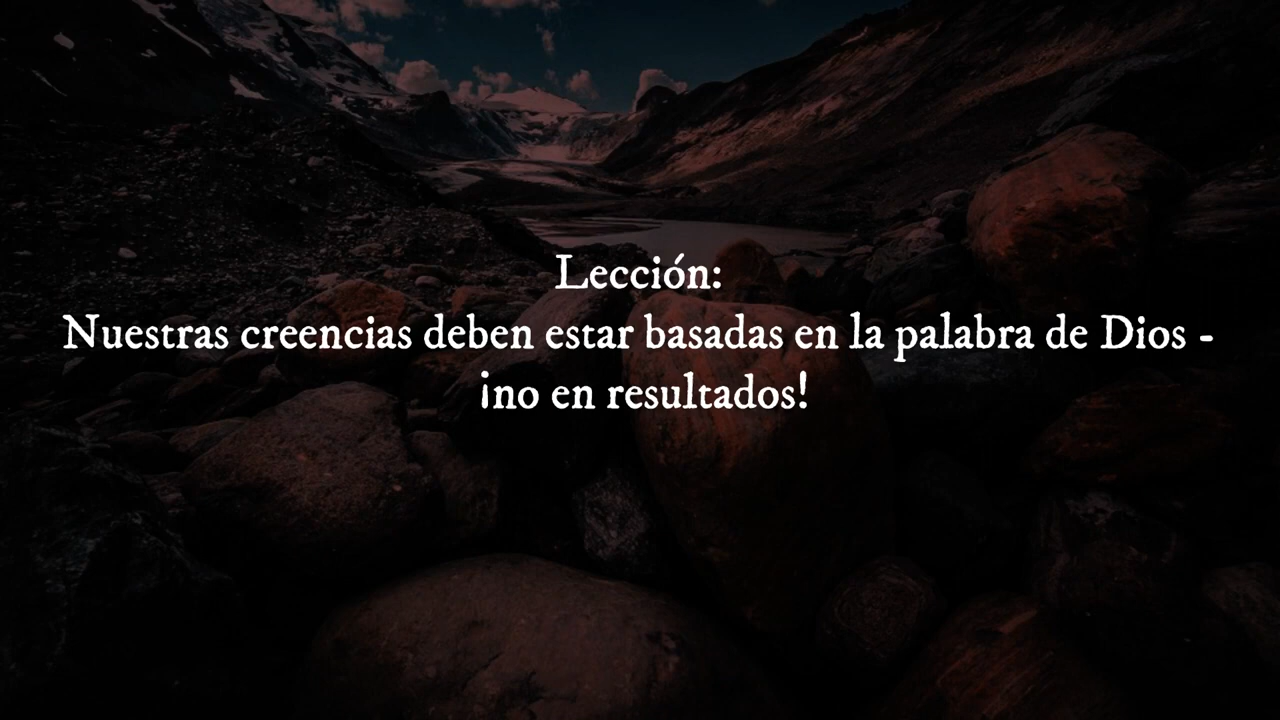 Lección:
Nuestras creencias deben estar basadas en la palabra de Dios -
¡no en resultados!